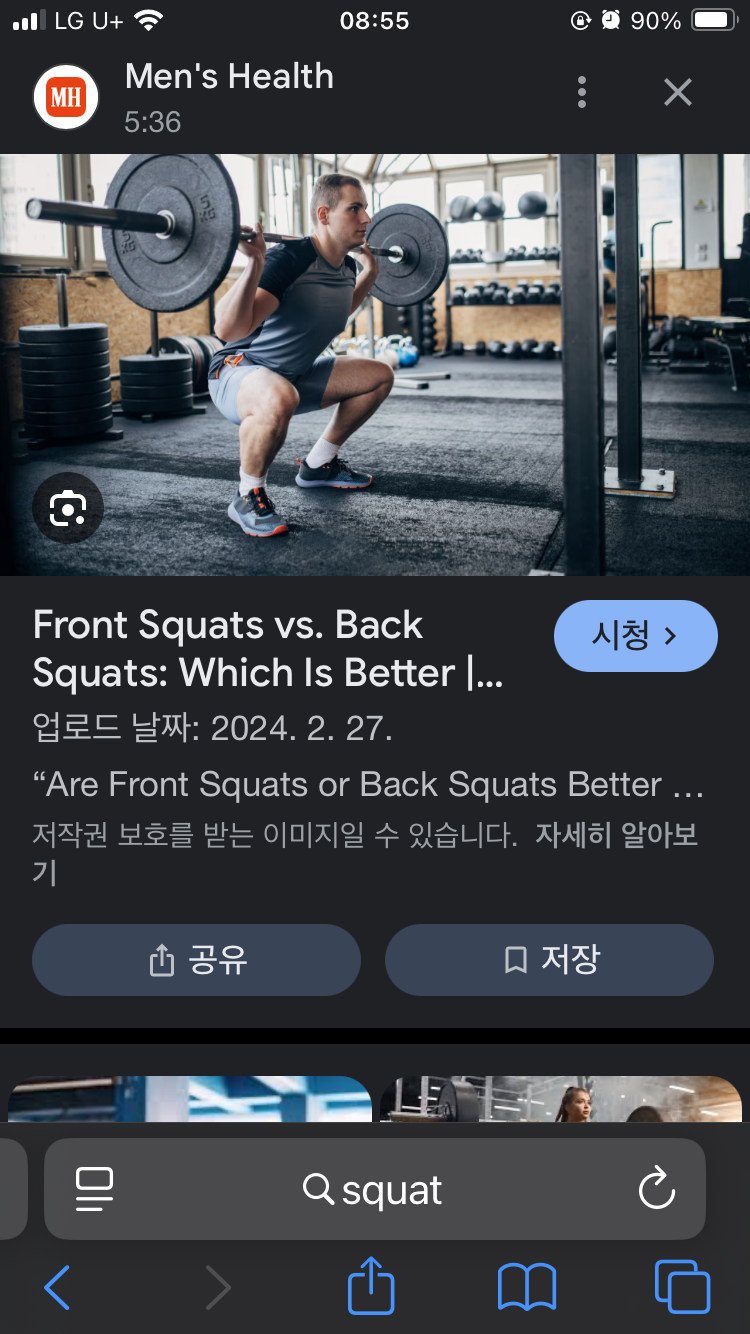 LG U+
08:55
90%
MH
Men's Health
5:36
Front Squats vs. Back
Squats: Which Is Better |...
시청
업로드 날짜: 2024. 2. 27.
“Are Front Squats or Back Squats Better ...
저작권 보호를 받는 이미지일 수 있습니다. 자세히 알아보
기
공유
저장
squat